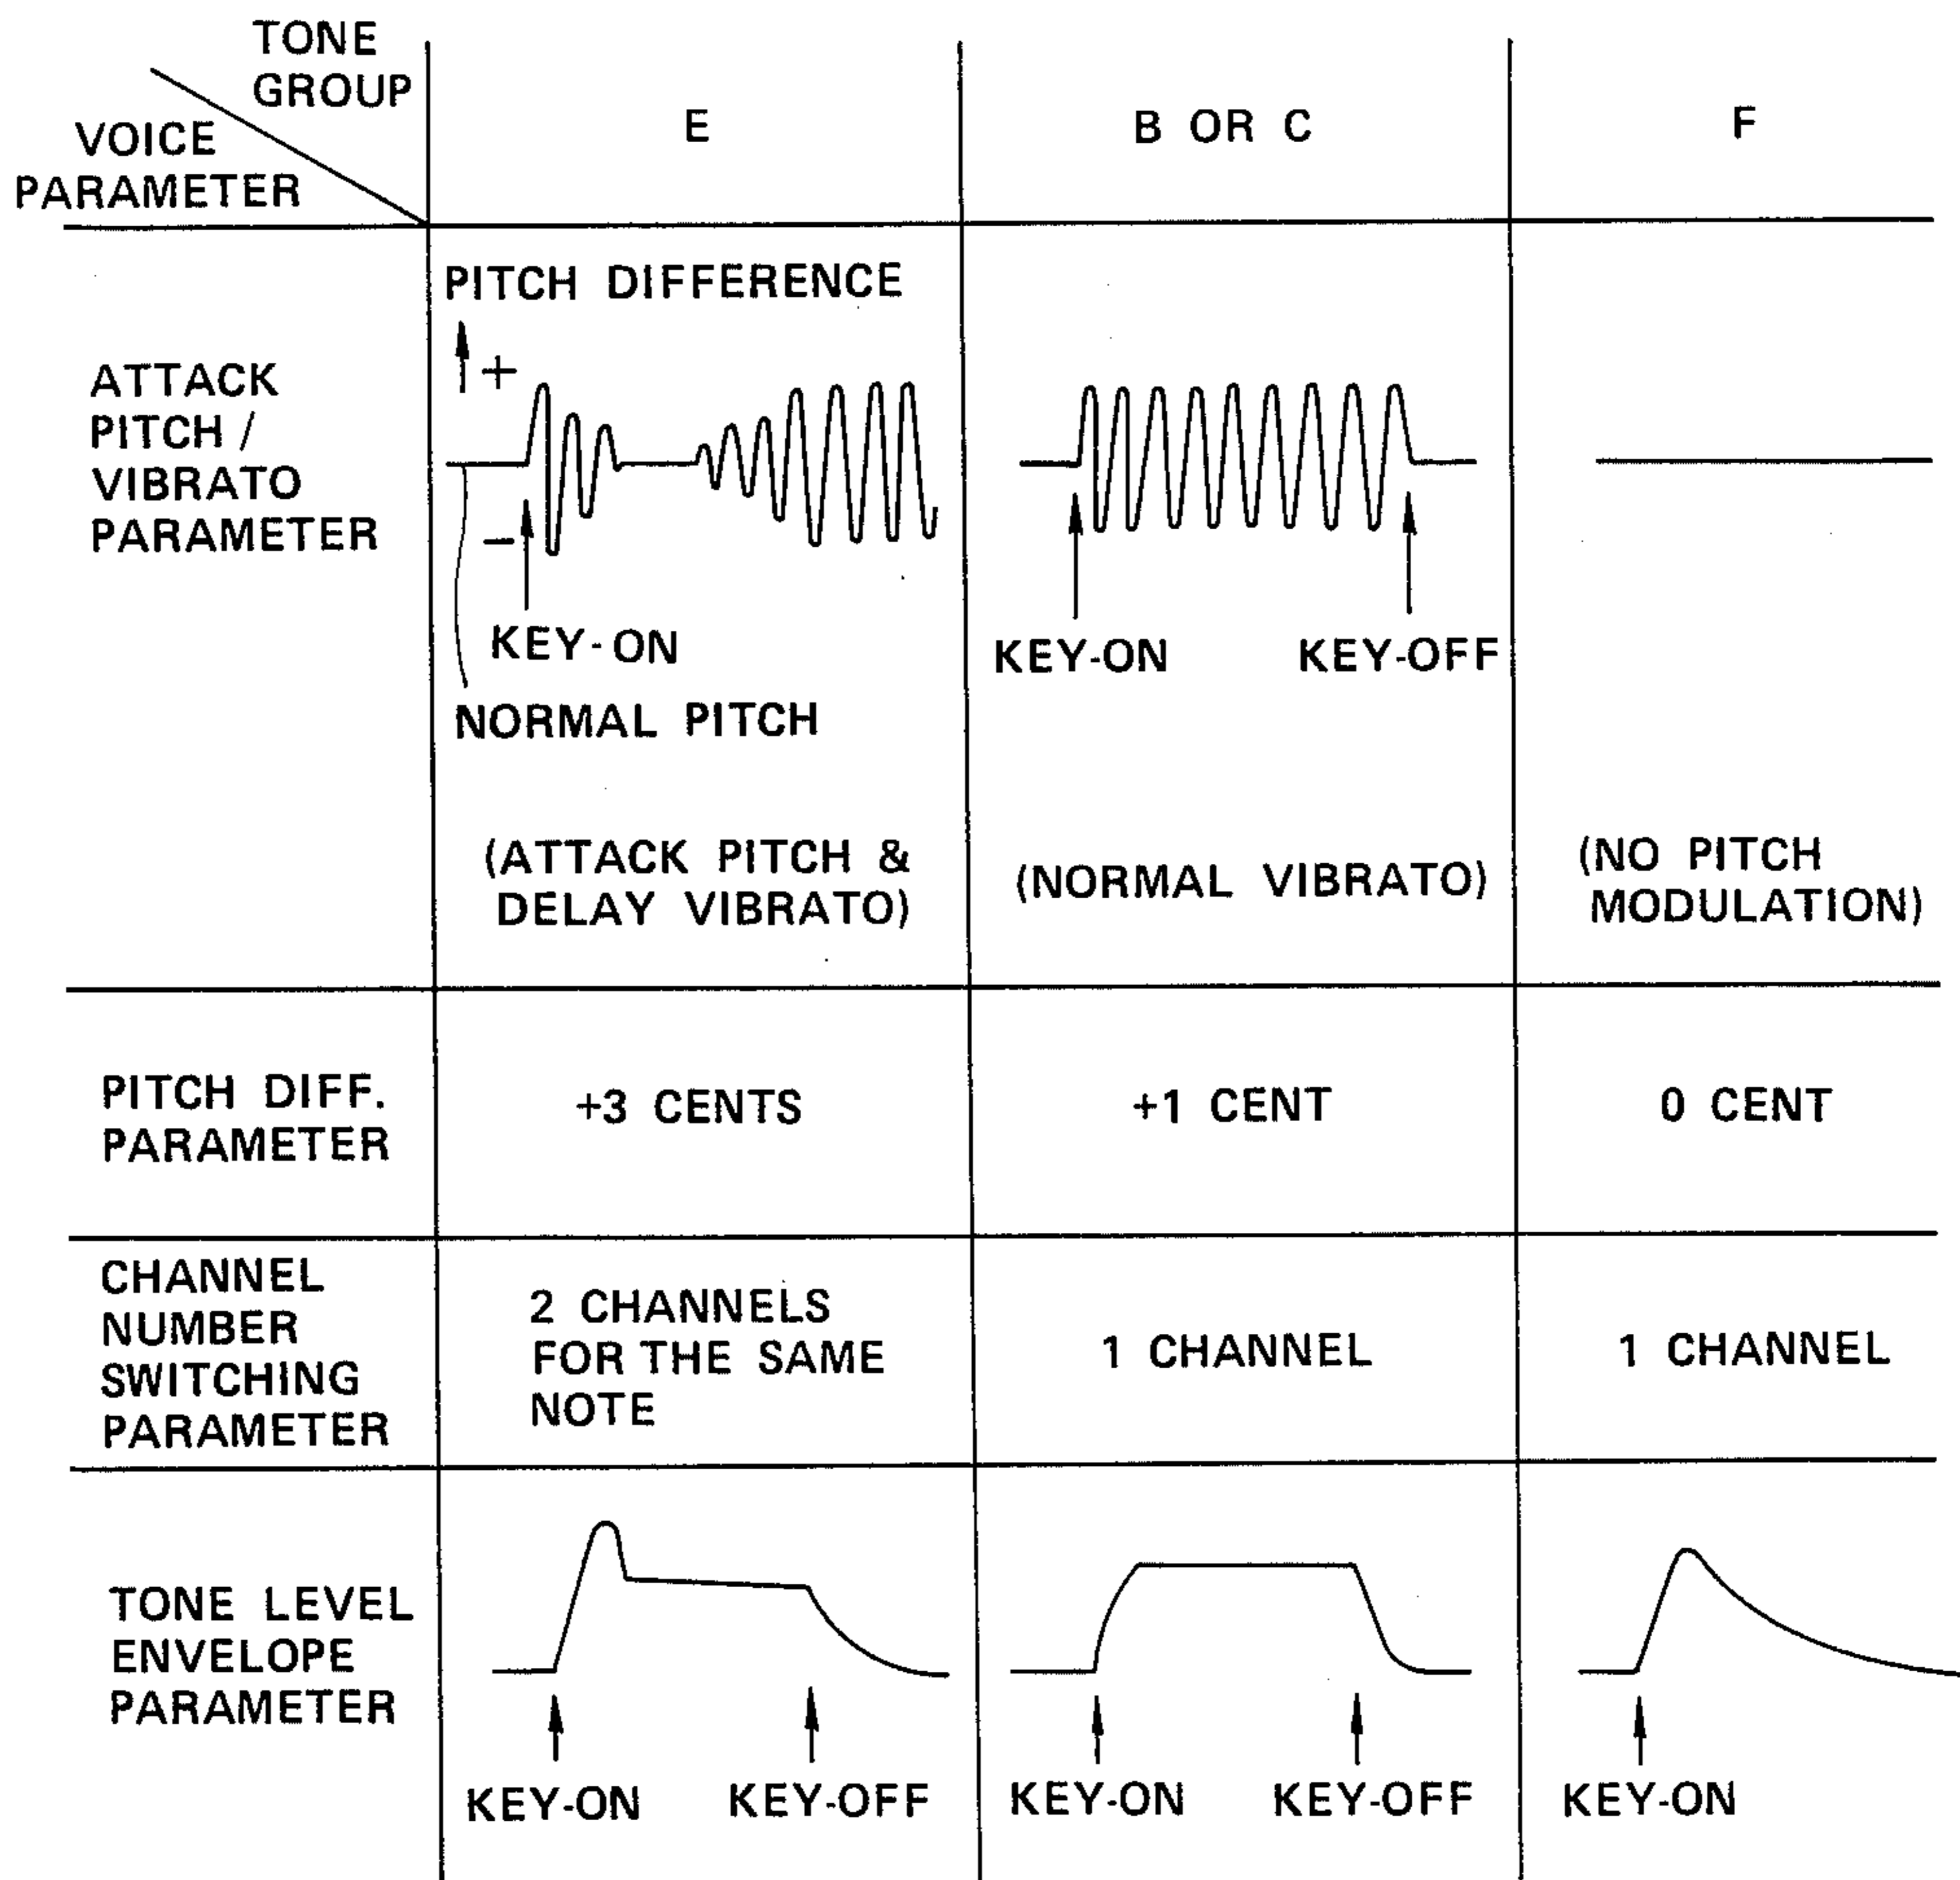 TONE
GROUP
VOICE
PARAMETER
E
B OR C
F
ATTACK
PITCH /
VIBRATO
PARAMETER
PITCH DIFFERENCE
+
−
KEY-ON
NORMAL PITCH
(ATTACK PITCH &
DELAY VIBRATO)
KEY-ON
KEY-OFF
(NORMAL VIBRATO)
(NO PITCH
MODULATION)
PITCH DIFF.
PARAMETER
+3 CENTS
+1 CENT
0 CENT
CHANNEL
NUMBER
SWITCHING
PARAMETER
2 CHANNELS
FOR THE SAME
NOTE
1 CHANNEL
1 CHANNEL
TONE LEVEL
ENVELOPE
PARAMETER
KEY-ON
KEY-OFF
KEY-ON
KEY-OFF
KEY-ON